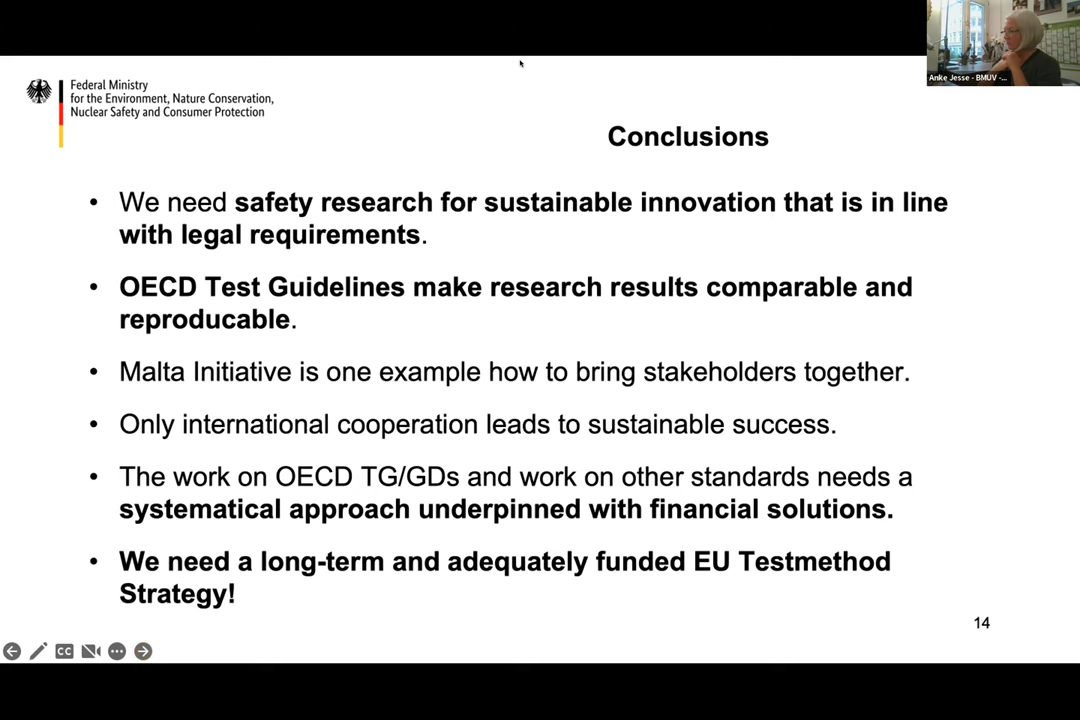 Anke Jesse - BMUV -...
Federal Ministry
for the Environment, Nature Conservation,
Nuclear Safety and Consumer Protection
Conclusions
• We need safety research for sustainable innovation that is in line
with legal requirements.
• OECD Test Guidelines make research results comparable and
reproducable.
• Malta Initiative is one example how to bring stakeholders together.
• Only international cooperation leads to sustainable success.
• The work on OECD TG/GDs and work on other standards needs a
systematical approach underpinned with financial solutions.
• We need a long-term and adequately funded EU Testmethod
Strategy!
14
CC